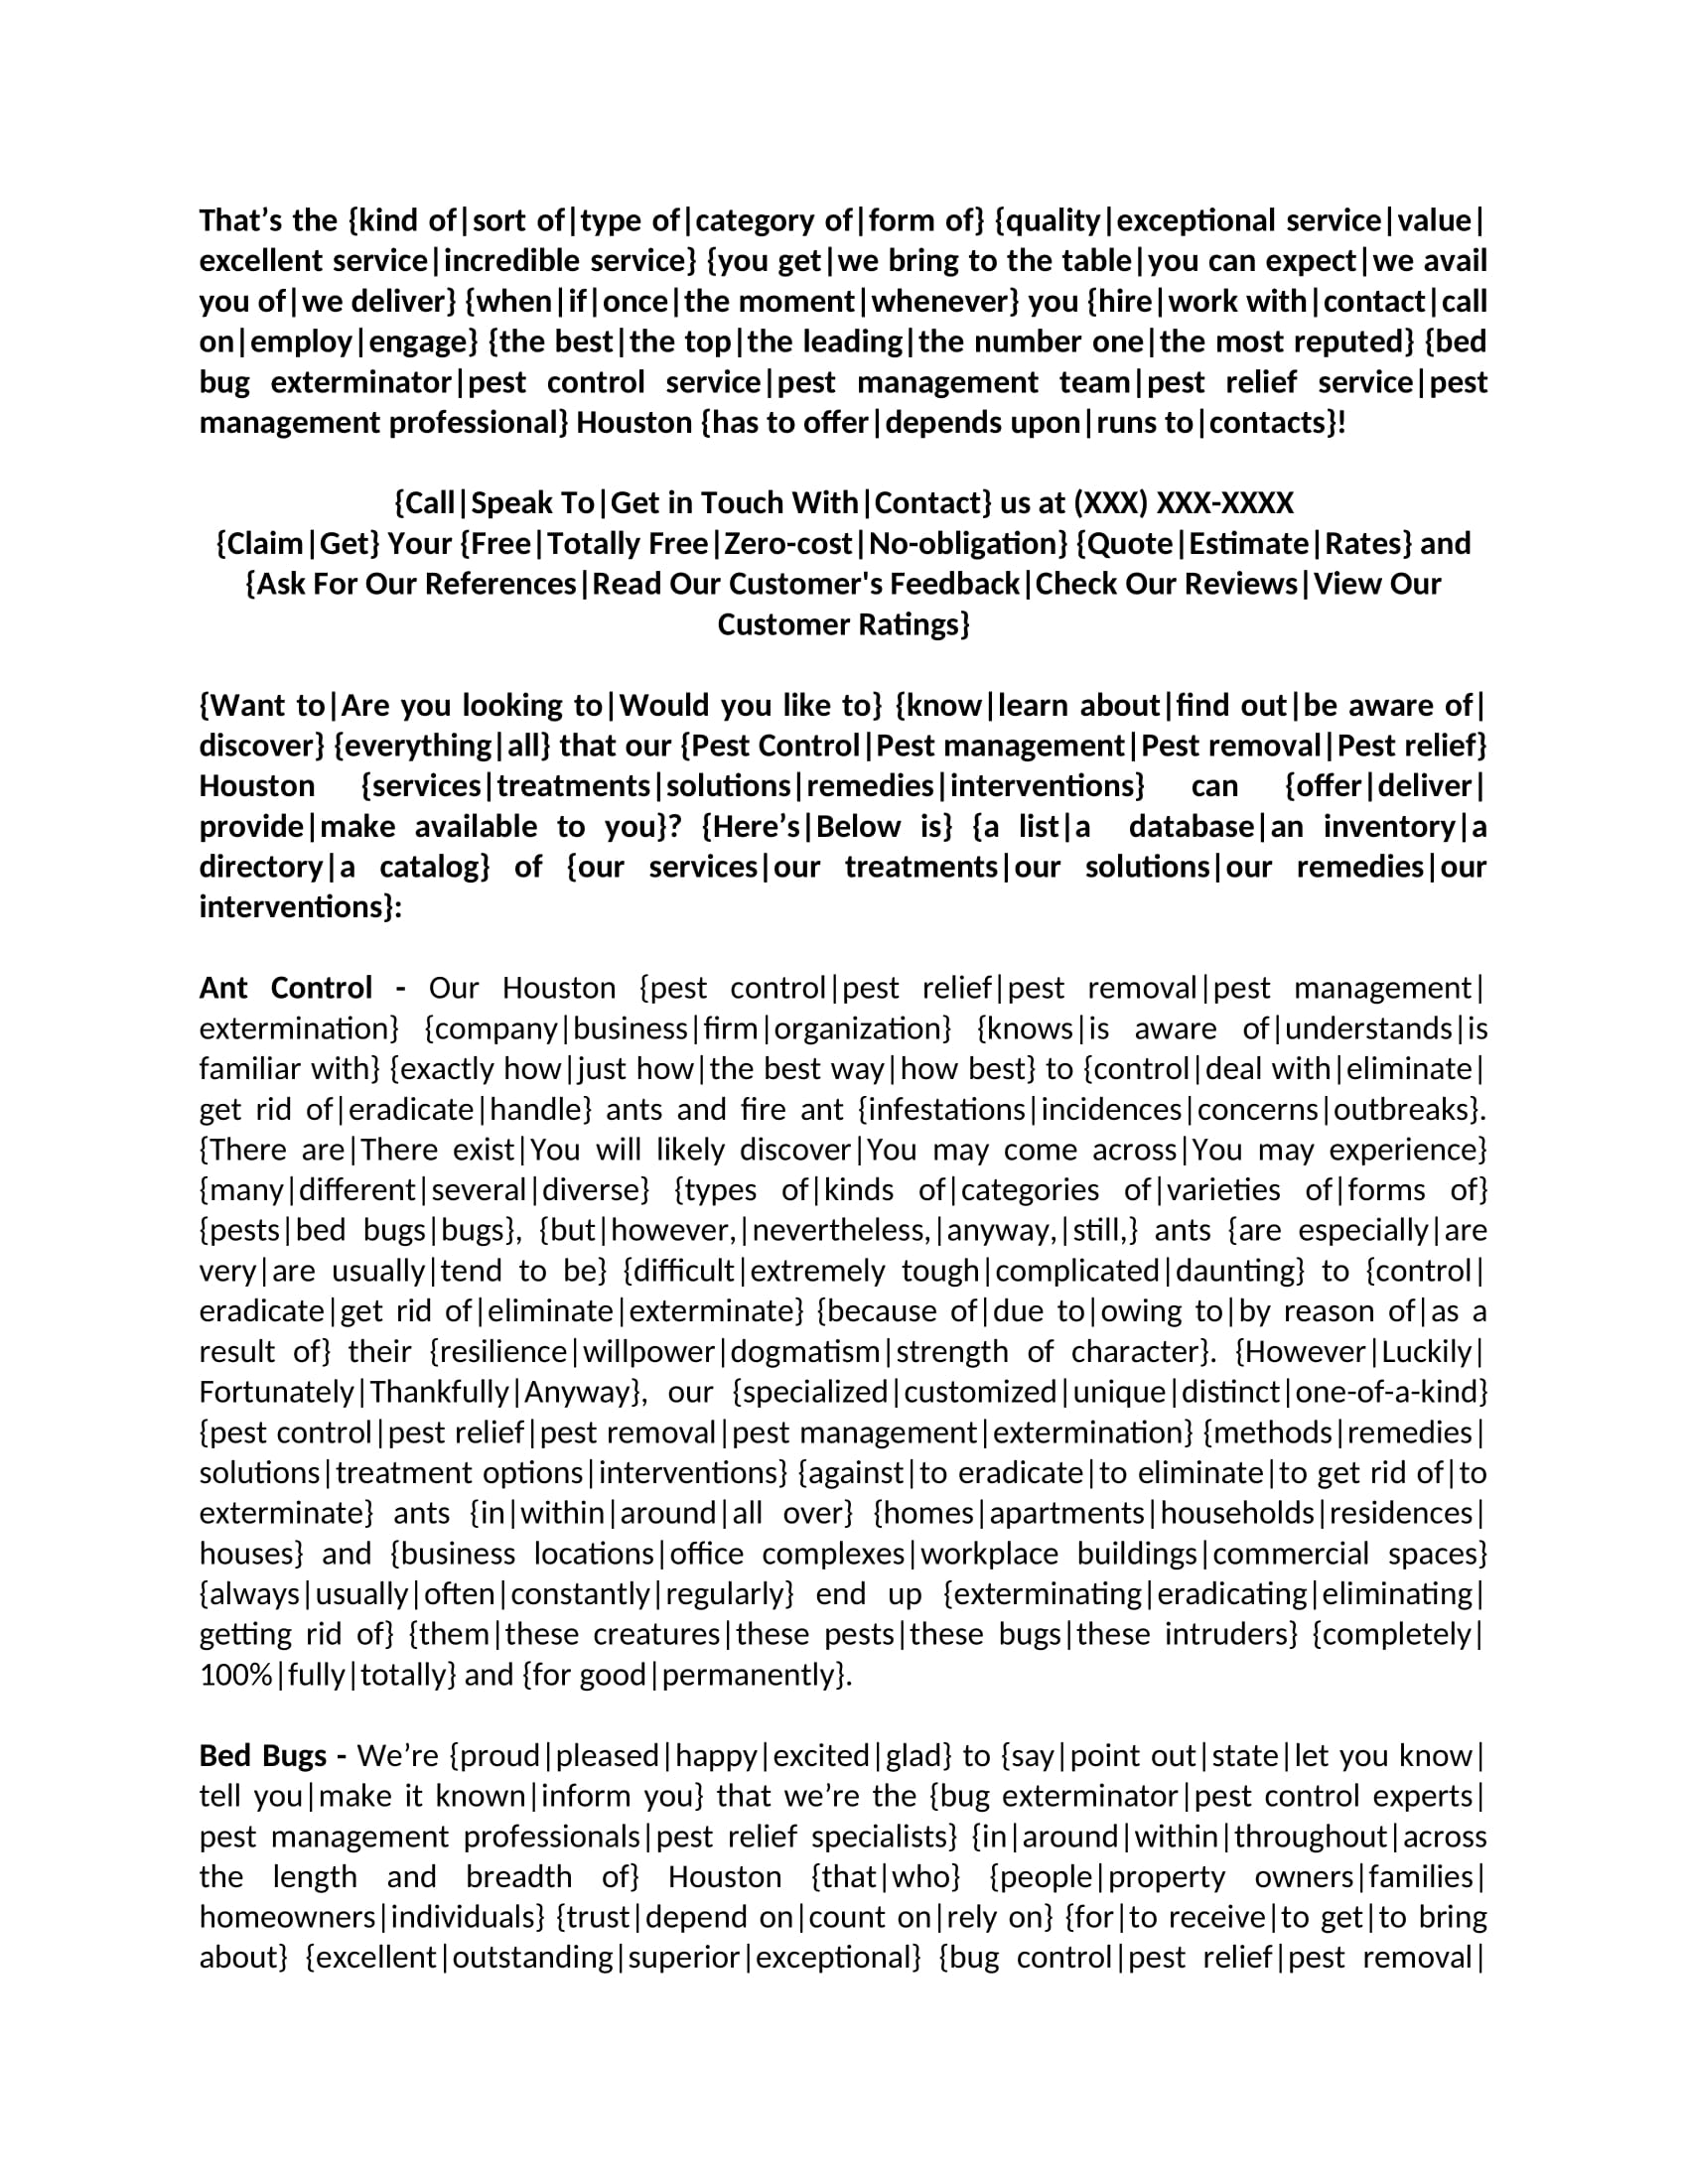 That’s the {kind of|sort of|type of|category of|form of} {quality|exceptional service|value|
excellent service|incredible service} {you get|we bring to the table|you can expect|we avail
you of|we deliver} {when|if|once|the moment|whenever} you {hire|work with|contact|call
on|employ|engage} {the best|the top|the leading|the number one|the most reputed} {bed
bug exterminator|pest control service|pest management team|pest relief service|pest
management professional} Houston {has to offer|depends upon|runs to|contacts}!
{Call|Speak To|Get in Touch With|Contact} us at (XXX) XXX-XXXX
{Claim|Get} Your {Free|Totally Free|Zero-cost|No-obligation} {Quote|Estimate|Rates} and
{Ask For Our References|Read Our Customer's Feedback|Check Our Reviews|View Our
Customer Ratings}
{Want to|Are you looking to|Would you like to} {know|learn about|find out|be aware of|
discover} {everything|all} that our {Pest Control|Pest management|Pest removal|Pest relief}
Houston {services|treatments|solutions|remedies|interventions} can {offer|deliver|
provide|make available to you}? {Here’s|Below is} {a list|a database|an inventory|a
directory|a catalog} of {our services|our treatments|our solutions|our remedies|our
interventions}:
Ant Control - Our Houston {pest control|pest relief|pest removal|pest management|
extermination} {company|business|firm|organization} {knows|is aware of|understands|is
familiar with} {exactly how|just how|the best way|how best} to {control|deal with|eliminate|
get rid of|eradicate|handle} ants and fire ant {infestations|incidences|concerns|outbreaks}.
{There are|There exist|You will likely discover|You may come across|You may experience}
{many|different|several|diverse} {types of|kinds of|categories of|varieties of|forms of}
{pests|bed bugs|bugs}, {but|however,|nevertheless,|anyway,|still,} ants {are especially|are
very|are usually|tend to be} {difficult|extremely tough|complicated|daunting} to {control|
eradicate|get rid of|eliminate|exterminate} {because of|due to|owing to|by reason of|as a
result of} their {resilience|willpower|dogmatism|strength of character}. {However|Luckily|
Fortunately|Thankfully|Anyway}, our {specialized|customized|unique|distinct|one-of-a-kind}
{pest control|pest relief|pest removal|pest management|extermination} {methods|remedies|
solutions|treatment options|interventions} {against|to eradicate|to eliminate|to get rid of|to
exterminate} ants {in|within|around|all over} {homes|apartments|households|residences|
houses} and {business locations|office complexes|workplace buildings|commercial spaces}
{always|usually|often|constantly|regularly} end up {exterminating|eradicating|eliminating|
getting rid of} {them|these creatures|these pests|these bugs|these intruders} {completely|
100%|fully|totally} and {for good|permanently}.
Bed Bugs - We’re {proud|pleased|happy|excited|glad} to {say|point out|state|let you know|
tell you|make it known|inform you} that we’re the {bug exterminator|pest control experts|
pest management professionals|pest relief specialists} {in|around|within|throughout|across
the length and breadth of} Houston {that|who} {people|property owners|families|
homeowners|individuals} {trust|depend on|count on|rely on} {for|to receive|to get|to bring
about} {excellent|outstanding|superior|exceptional} {bug control|pest relief|pest removal|